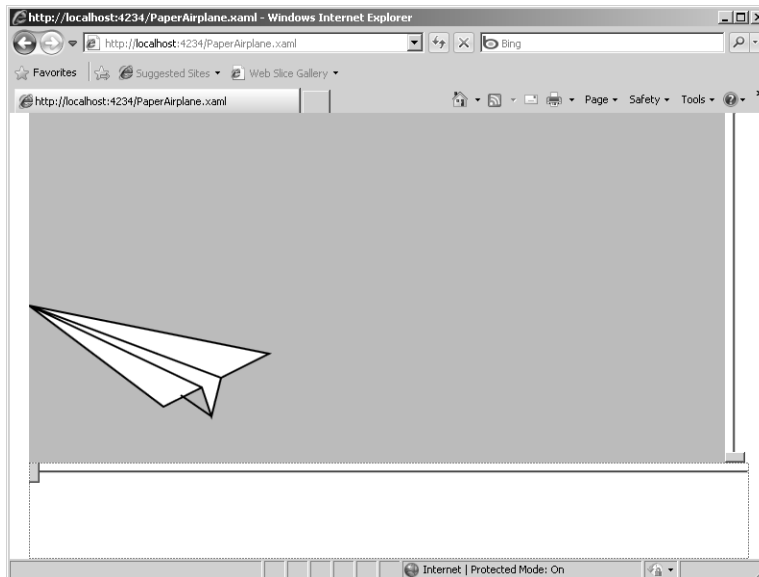 http://localhost:4234/PaperAirplane.xaml - Windows Internet Explorer
http://localhost:4234/PaperAirplane.xaml Bing
Favorites Suggested Sites Web Slice Gallery
http://localhost:4234/PaperAirplane.xaml Page Safety Tools
Internet | Protected Mode: On